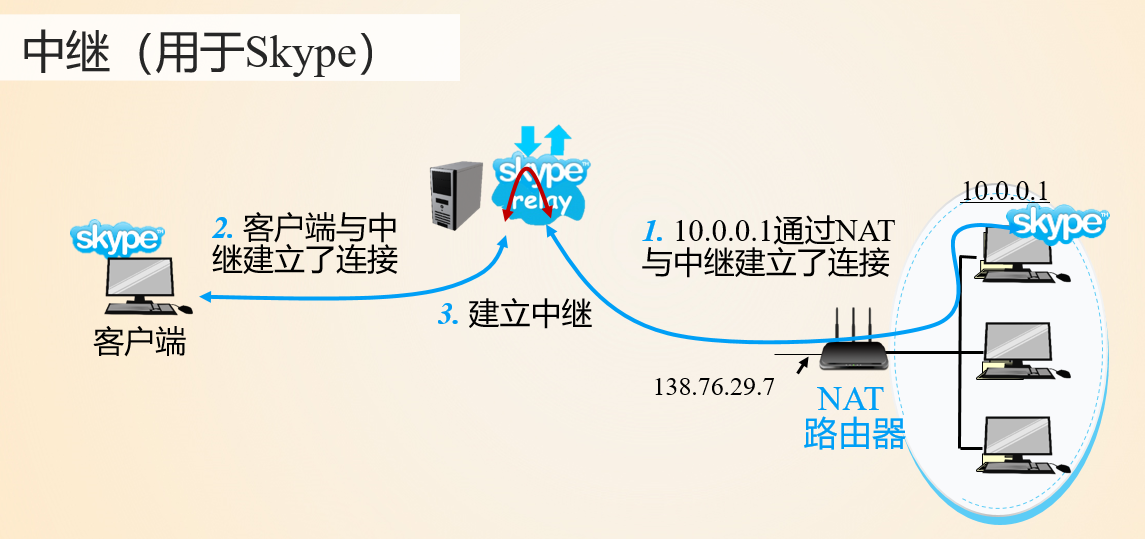 中继（用于Skype）
skype
relay
10.0.0.1
skype
2. 客户端与中
继建立了连接
1. 10.0.0.1通过NAT
与中继建立了连接
skype
3. 建立中继
客户端
138.76.29.7
NAT
路由器